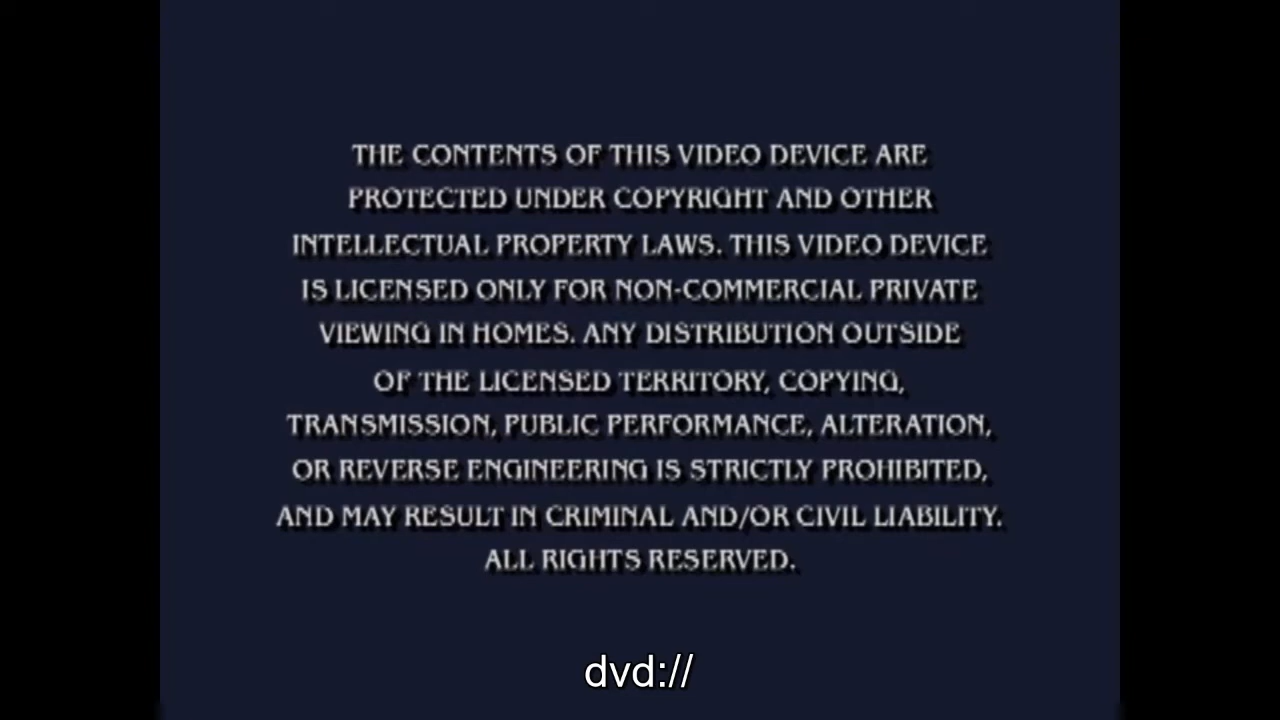 THE CONTENTS OF THIS VIDEO DEVICE ARE
PROTECTED UNDER COPYRIGHT AND OTHER
INTELLECTUAL PROPERTY LAWS. THIS VIDEO DEVICE
IS LICENSED ONLY FOR NON-COMMERCIAL PRIVATE
VIEWING IN HOMES. ANY DISTRIBUTION OUTSIDE
OF THE LICENSED TERRITORY, COPYING,
TRANSMISSION, PUBLIC PERFORMANCE, ALTERATION,
OR REVERSE ENGINEERING IS STRICTLY PROHIBITED,
AND MAY RESULT IN CRIMINAL AND/OR CIVIL LIABILITY.
ALL RIGHTS RESERVED.
dvd://